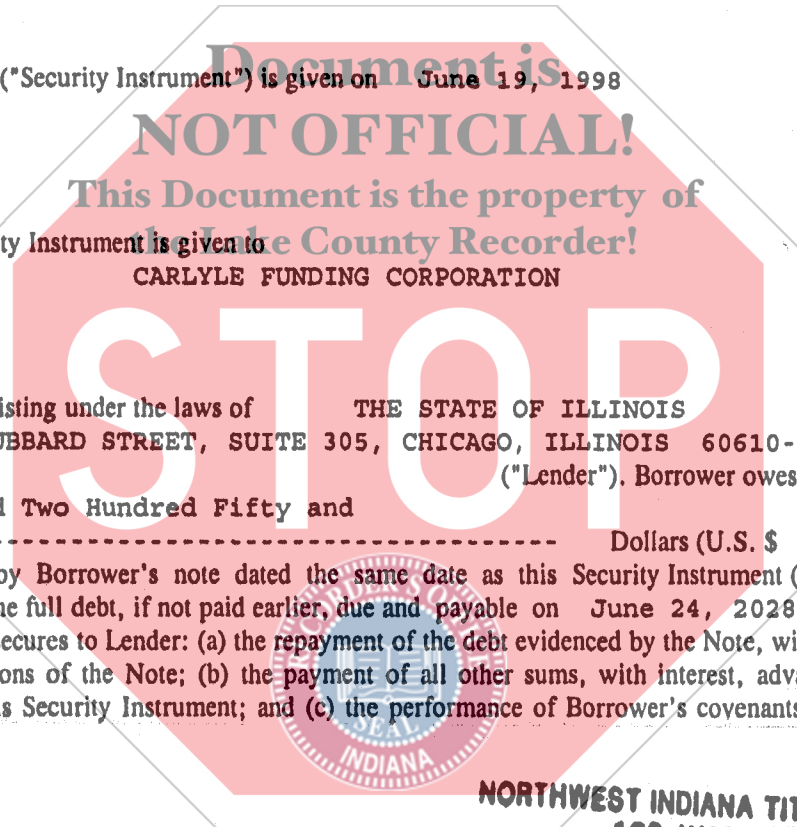 Document is
("Security Instrument") is given on June 19, 1998
NOT OFFICIAL!
This Document is the property of
the Lake County Recorder!
ty Instrument is given to
CARLYLE FUNDING CORPORATION
STOP
isting under the laws of THE STATE OF ILLINOIS
UBBARD STREET, SUITE 305, CHICAGO, ILLINOIS 60610-
("Lender"). Borrower owes
d Two Hundred Fifty and
---------------------------------------- Dollars (U.S. $
by Borrower's note dated the same date as this Security Instrument (
he full debt, if not paid earlier, due and payable on June 24, 2028
secures to Lender: (a) the repayment of the debt evidenced by the Note, wi
ons of the Note; (b) the payment of all other sums, with interest, adva
s Security Instrument; and (c) the performance of Borrower's covenants
RECORDER'S OFFICE
SEAL
INDIANA
NORTHWEST INDIANA TIT